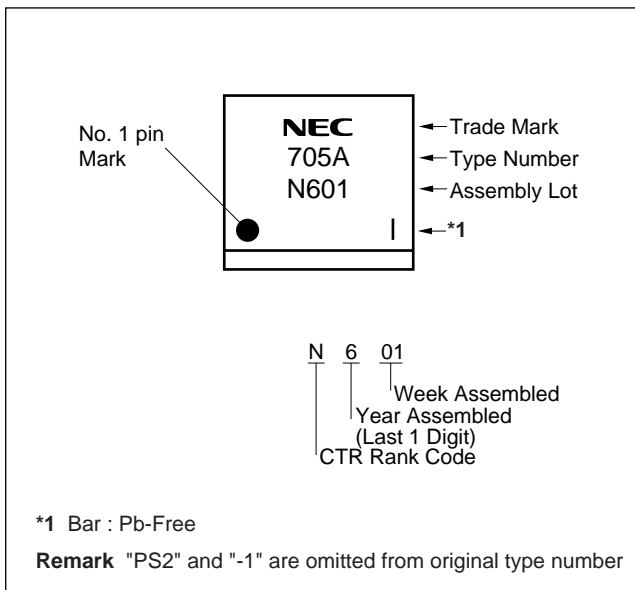 No. 1 pin
Mark
NEC
705A
N601
Trade Mark
Type Number
Assembly Lot
*1
N 6 01
Week Assembled
Year Assembled
(Last 1 Digit)
CTR Rank Code
*1 Bar : Pb-Free
Remark "PS2" and "-1" are omitted from original type number